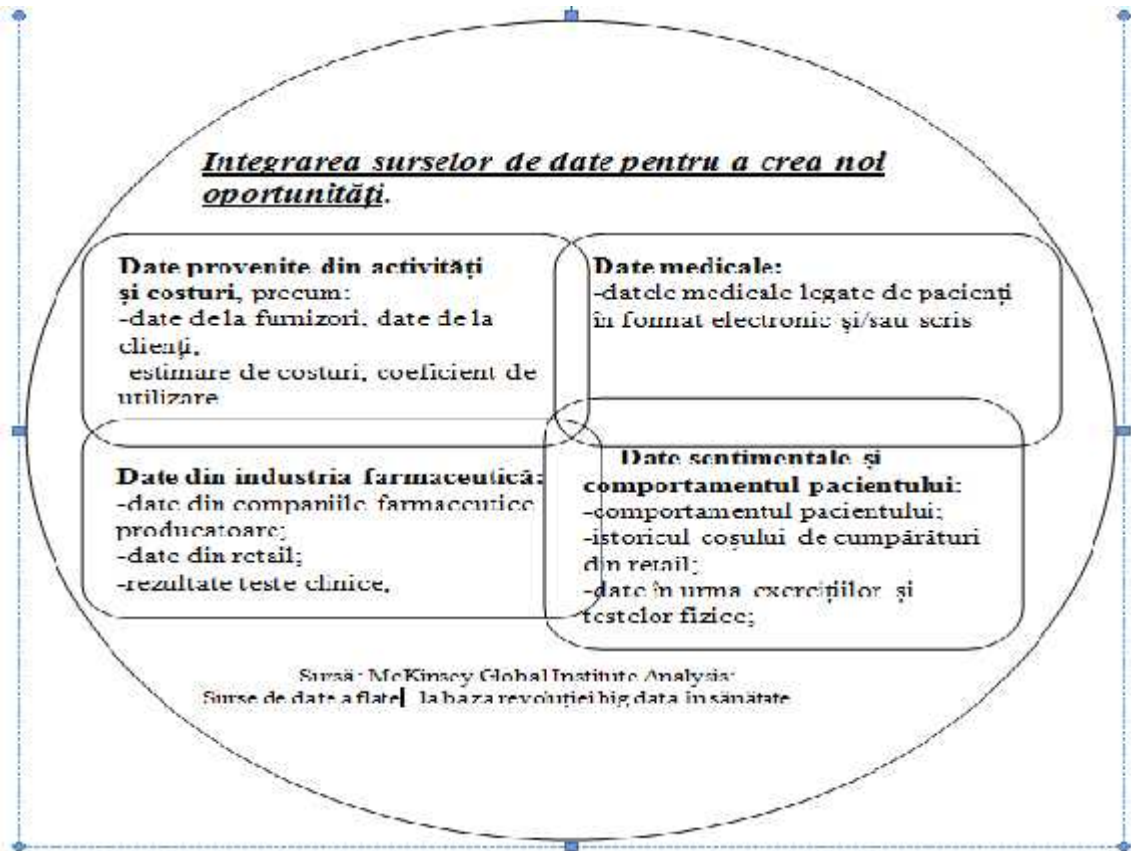 Integrarea surselor de date pentru a crea noi
oportunități.
Date provenite din activități
și costuri, precum:
-date de la furnizori, date de la
clienți,
estimare de costuri, coeficient de
utilizare
Date medicale:
-datele medicale legate de pacienți
în format electronic și/sau scris
Date din industria farmaceutică:
-date din companiile farmaceutice
producatoare;
-date din retail;
-rezultate teste clinice,
Date sentimentale și
comportamentul pacientului:
-comportamentul pacientului;
-istoricul coșului de cumpărături
din retail;
-date în urma exercițiilor și
testelor fizice;
Sursă: McKinsey Global Institute Analysis:
Surse de date aflate la baza revoluției big data în sănătate